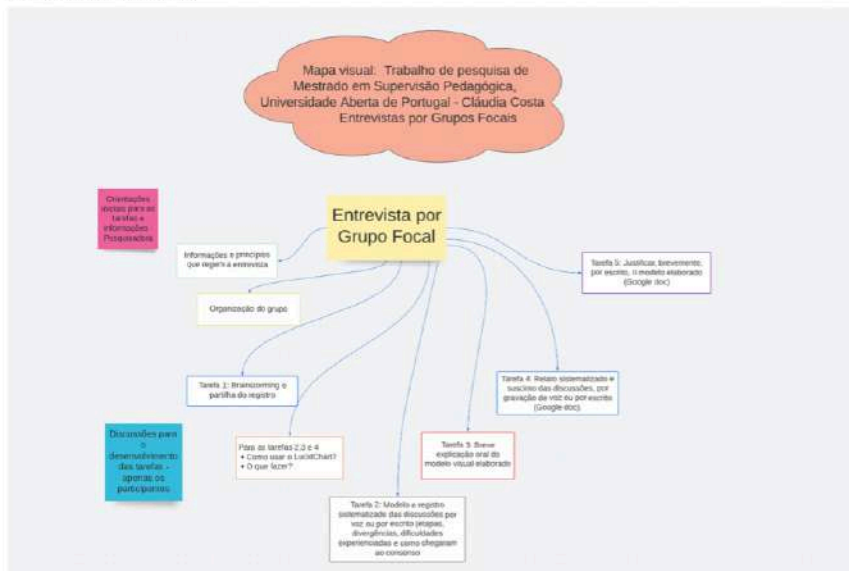 Mapa visual: Trabalho de pesquisa de
Mestrado em Supervisão Pedagógica,
Universidade Aberta de Portugal - Cláudia Costa
Entrevistas por Grupos Focais
Orientações
iniciais para as
tarefas e
informações -
Pesquisadora
Entrevista por
Grupo Focal
Informações e princípios
que regem a entrevista
Organização do grupo
Tarefa 5: Justificar, brevemente,
por escrito, o modelo elaborado
(Google doc)
Tarefa 1: Brainstorming e
partilha do registro
Tarefa 4: Relato sistematizado e
suscinto das discussões, por
gravação de voz ou por escrito
(Google doc)
Discussões para
o
desenvolvimento
das tarefas -
apenas os
participantes
Para as tarefas 2,3 e 4
• Como usar o LucidChart?
• O que fazer?
Tarefa 3: Breve
explicação oral do
modelo visual elaborado
Tarefa 2: Modelo e registro
sistematizado das discussões por
voz ou por escrito (etapas,
divergências, dificuldades
experienciadas e como chegaram
ao consenso